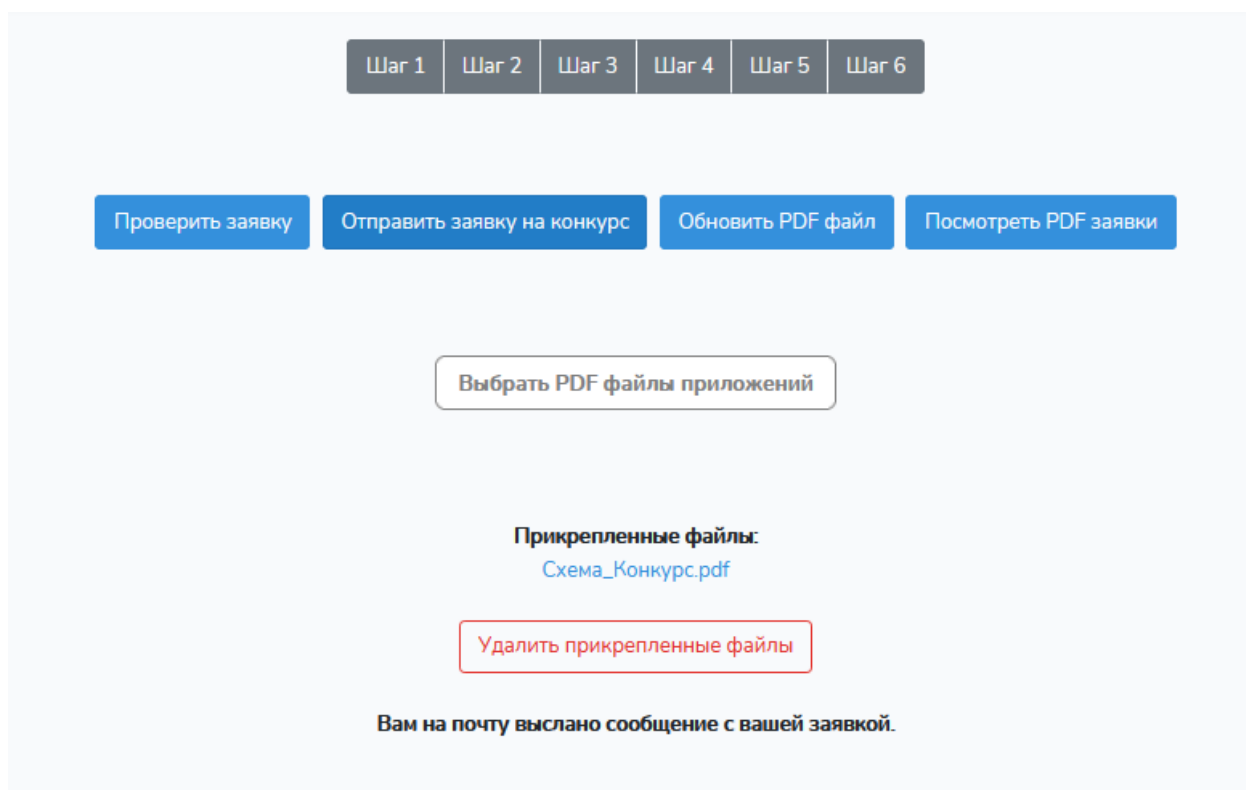 Шаг 1 Шаг 2 Шаг 3 Шаг 4 Шаг 5 Шаг 6
Проверить заявку Отправить заявку на конкурс Обновить PDF файл Посмотреть PDF заявки
Выбрать PDF файлы приложений
Прикрепленные файлы:
Схема_Конкурс.pdf
Удалить прикрепленные файлы
Вам на почту выслано сообщение с вашей заявкой.